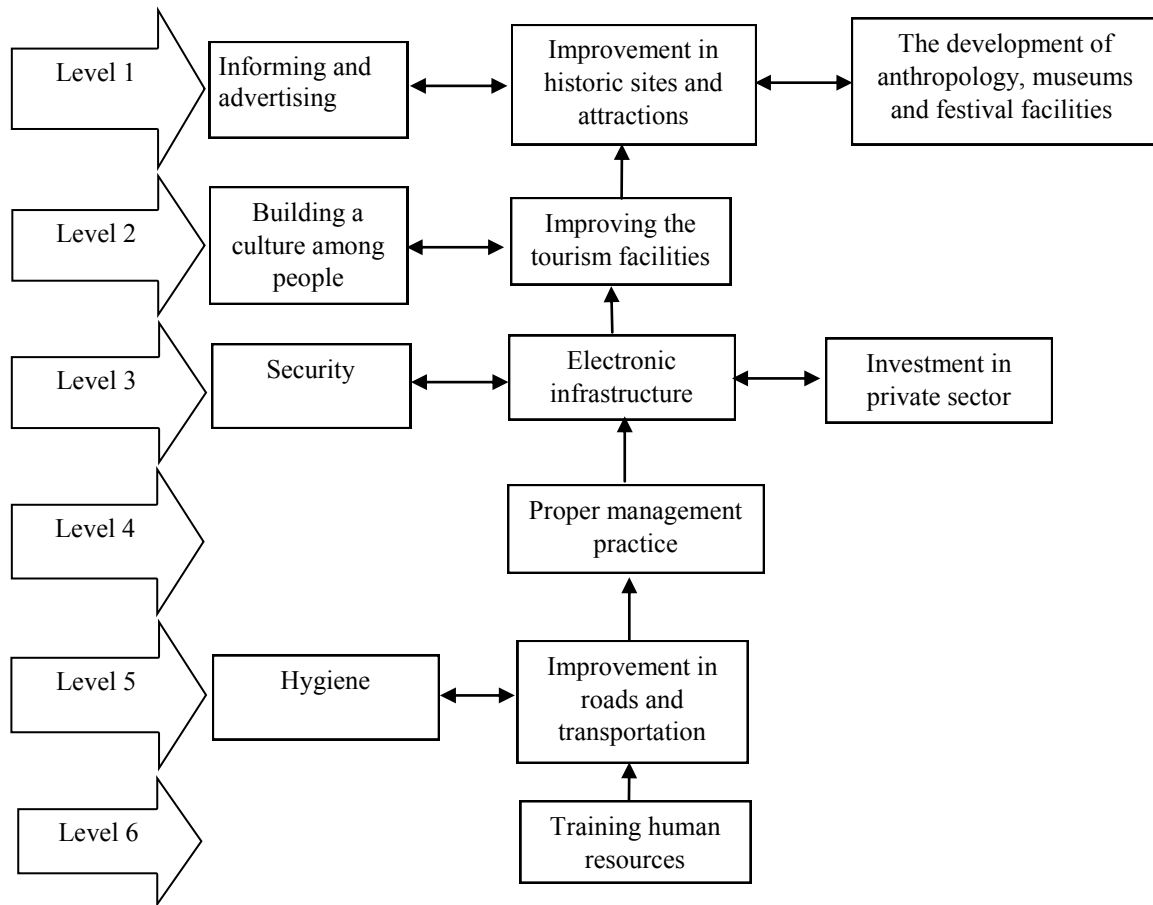 Level 1
Informing and
advertising
Improvement in
historic sites and
attractions
The development of
anthropology, museums
and festival facilities
Level 2
Building a
culture among
people
Improving the
tourism facilities
Level 3
Security
Electronic
infrastructure
Investment in
private sector
Level 4
Proper management
practice
Level 5
Hygiene
Improvement in
roads and
transportation
Level 6
Training human
resources